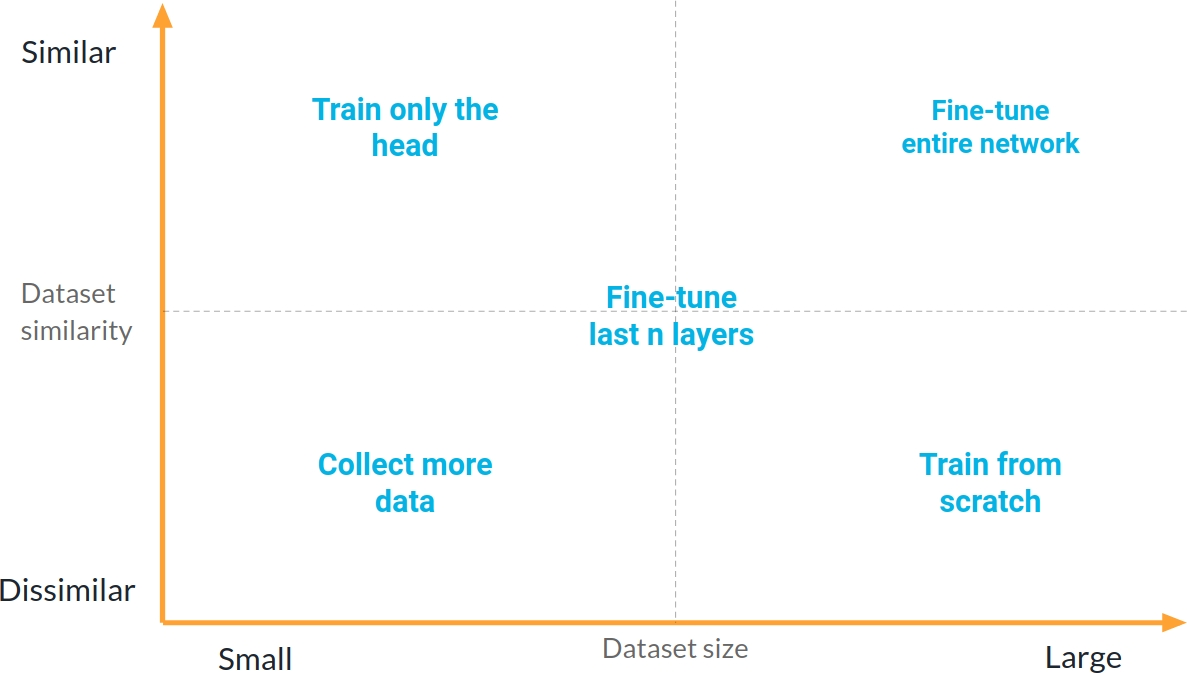 Similar
Train only the
head
Fine-tune
entire network
Dataset
similarity
Fine-tune
last n layers
Collect more
data
Train from
scratch
Dissimilar
Small
Dataset size
Large